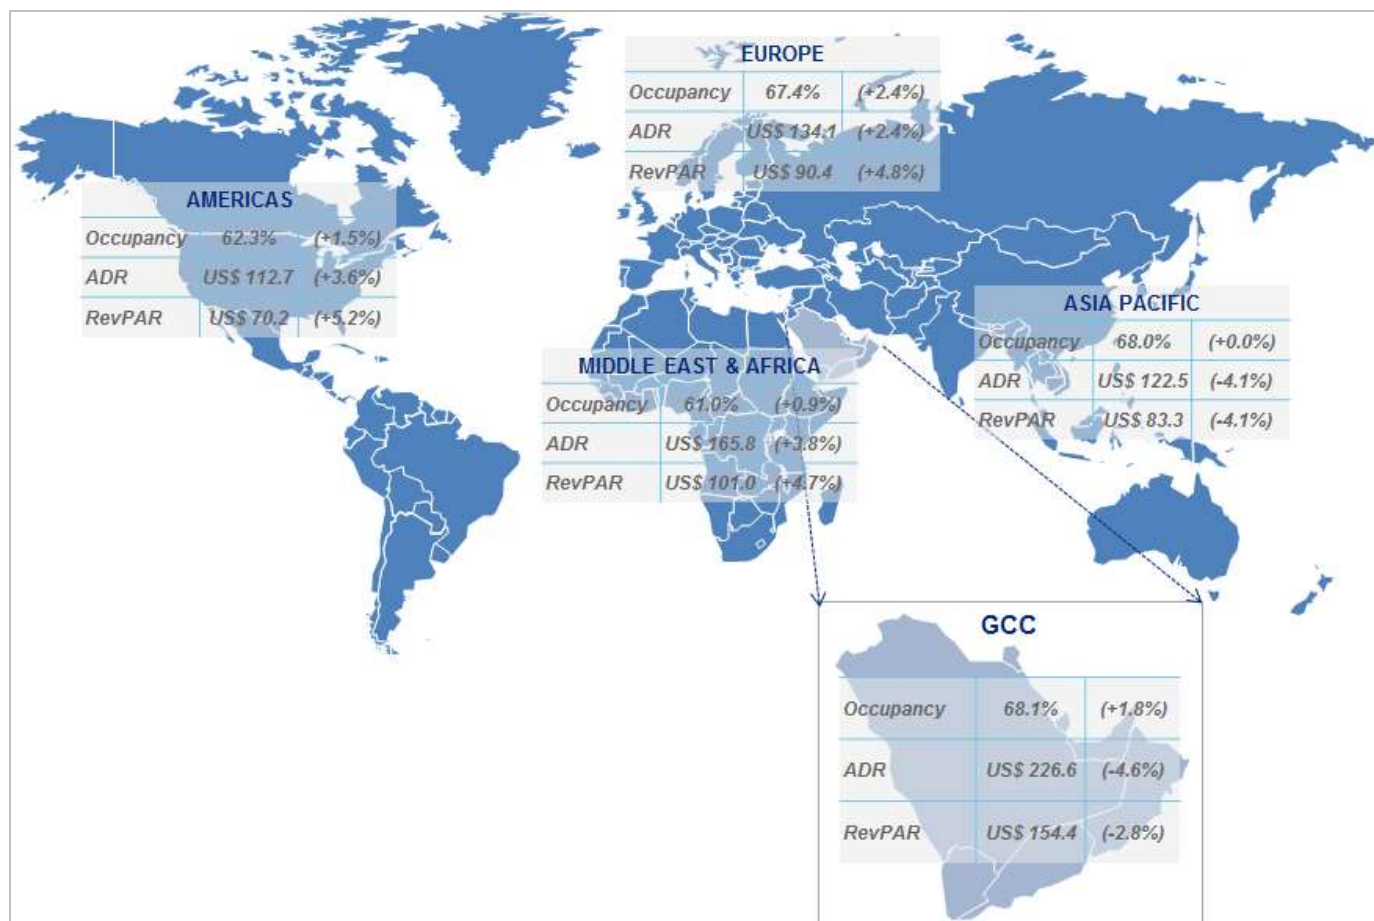 EUROPE
Occupancy 67.4% (+2.4%)
ADR US$ 134.1 (+2.4%)
RevPAR US$ 90.4 (+4.8%)
AMERICAS
Occupancy 62.3% (+1.5%)
ADR US$ 112.7 (+3.6%)
RevPAR US$ 70.2 (+5.2%)
ASIA PACIFIC
Occupancy 68.0% (+0.0%)
ADR US$ 122.5 (-4.1%)
RevPAR US$ 83.3 (-4.1%)
MIDDLE EAST & AFRICA
Occupancy 61.0% (+0.9%)
ADR US$ 165.8 (+3.8%)
RevPAR US$ 101.0 (+4.7%)
GCC
Occupancy 68.1% (+1.8%)
ADR US$ 226.6 (-4.6%)
RevPAR US$ 154.4 (-2.8%)